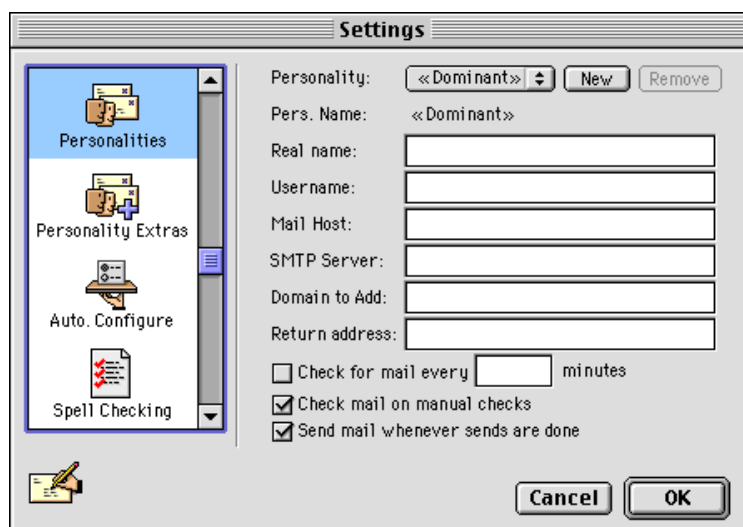 Settings
Personalities
Personality Extras
Auto. Configure
Spell Checking
Personality: «Dominant» New Remove
Pers. Name: «Dominant»
Real name:
Username:
Mail Host:
SMTP Server:
Domain to Add:
Return address:
Check for mail every minutes
Check mail on manual checks
Send mail whenever sends are done
Cancel OK